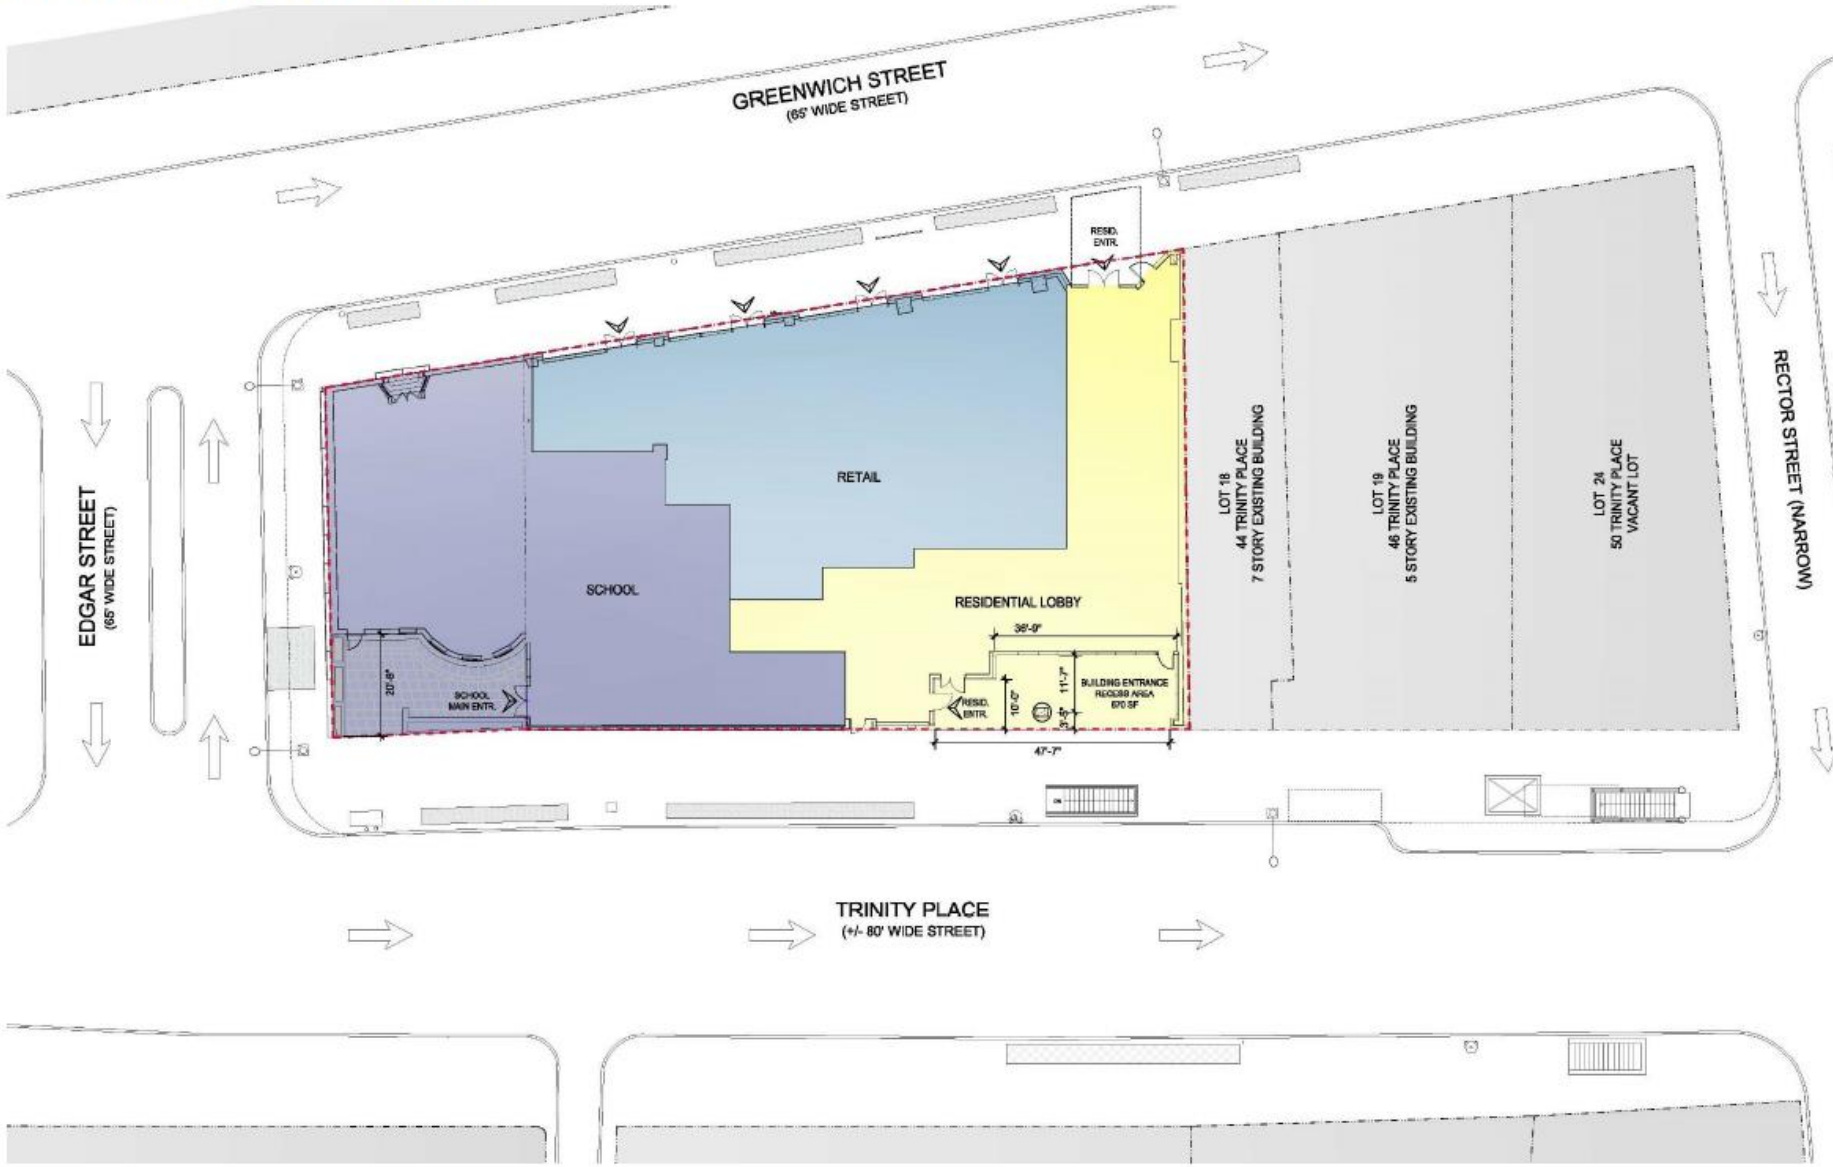 GREENWICH STREET
(65' WIDE STREET)
RESID.
ENTR.
EDGAR STREET
(65' WIDE STREET)
RETAIL
SCHOOL
RESIDENTIAL LOBBY
36'-9"
20'-8"
SCHOOL
MAIN ENTR.
RESID.
ENTR.
10'-0"
11'-7"
3'-5"
BUILDING ENTRANCE
RECESS AREA
670 SF
47'-7"
LOT 18
44 TRINITY PLACE
7 STORY EXISTING BUILDING
LOT 19
46 TRINITY PLACE
5 STORY EXISTING BUILDING
LOT 24
50 TRINITY PLACE
VACANT LOT
RECTOR STREET (NARROW)
TRINITY PLACE
(+/- 80' WIDE STREET)